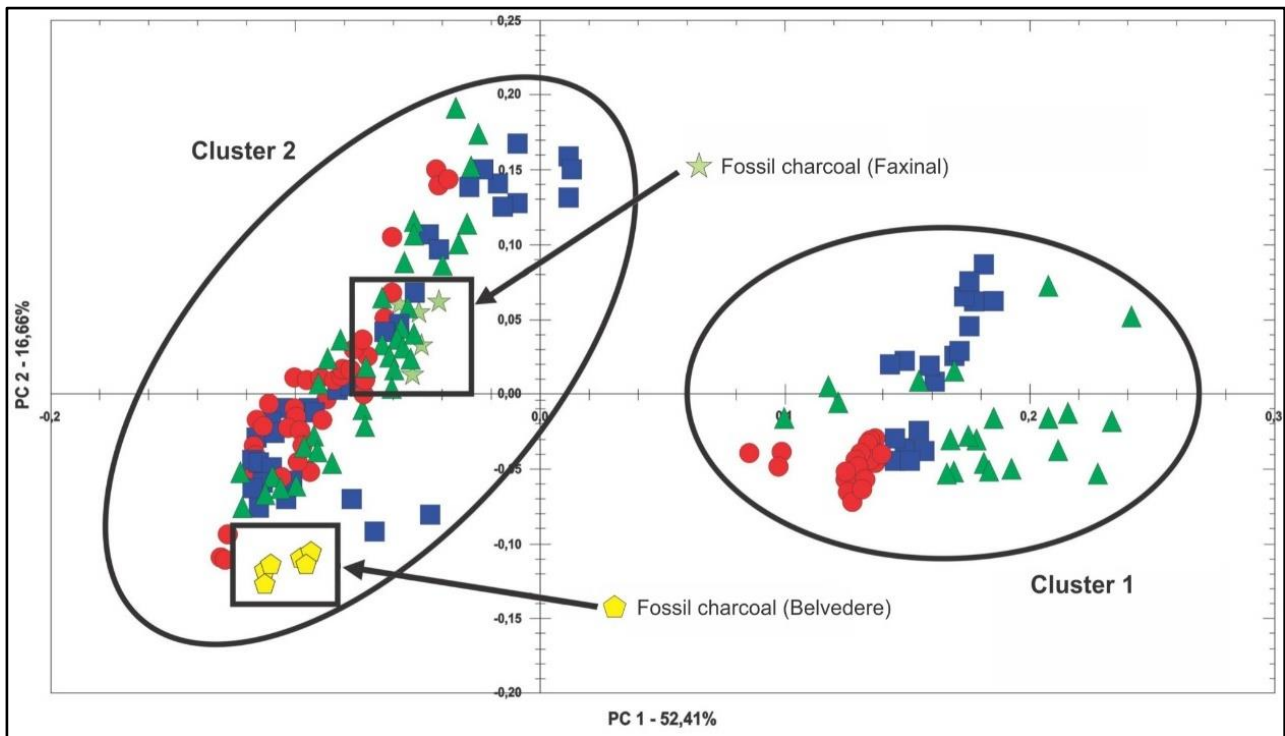 0,25
-0,2
0,20
Cluster 2
0,15
Fossil charcoal (Faxinal)
0,10
0,05
PC 2 - 16,66%
0,00
0,0
0,1
0,2
0,3
-0,05
-0,10
Cluster 1
Fossil charcoal (Belvedere)
-0,15
-0,20
PC 1 - 52,41%